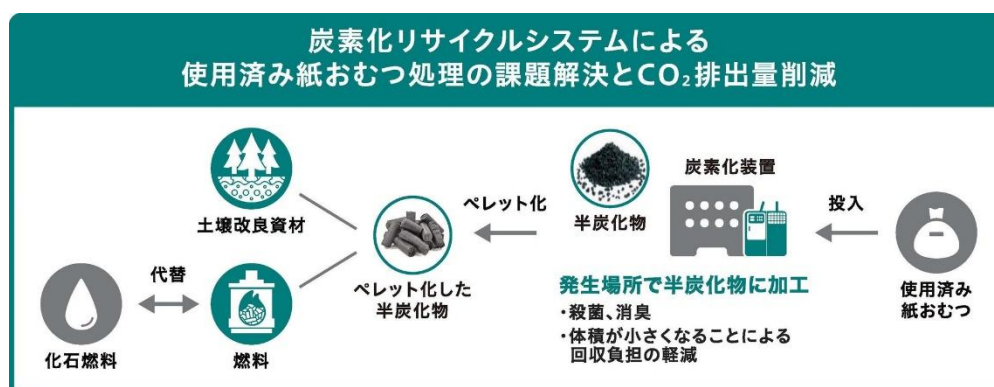 炭素化リサイクルシステムによる
使用済み紙おむつ処理の課題解決とCO₂排出量削減
土壌改良資材
代替
化石燃料
燃料
ペレット化した
半炭化物
ペレット化
半炭化物
炭素化装置
発生場所で半炭化物に加工
・殺菌、消臭
・体積が小さくなることによる
回収負担の軽減
投入
使用済み
紙おむつ